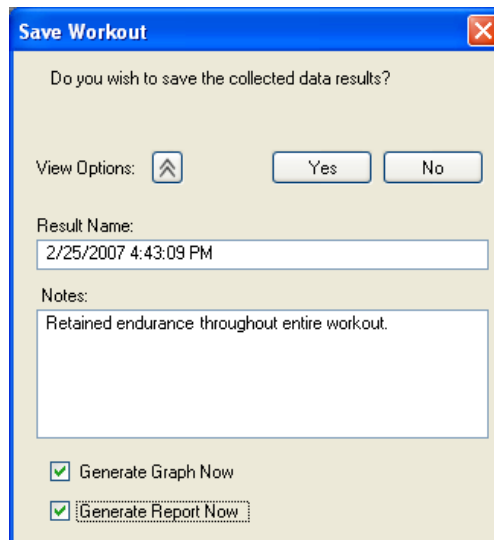 Save Workout
Do you wish to save the collected data results?
View Options:
Yes
No
Result Name:
2/25/2007 4:43:09 PM
Notes:
Retained endurance throughout entire workout.
Generate Graph Now
Generate Report Now